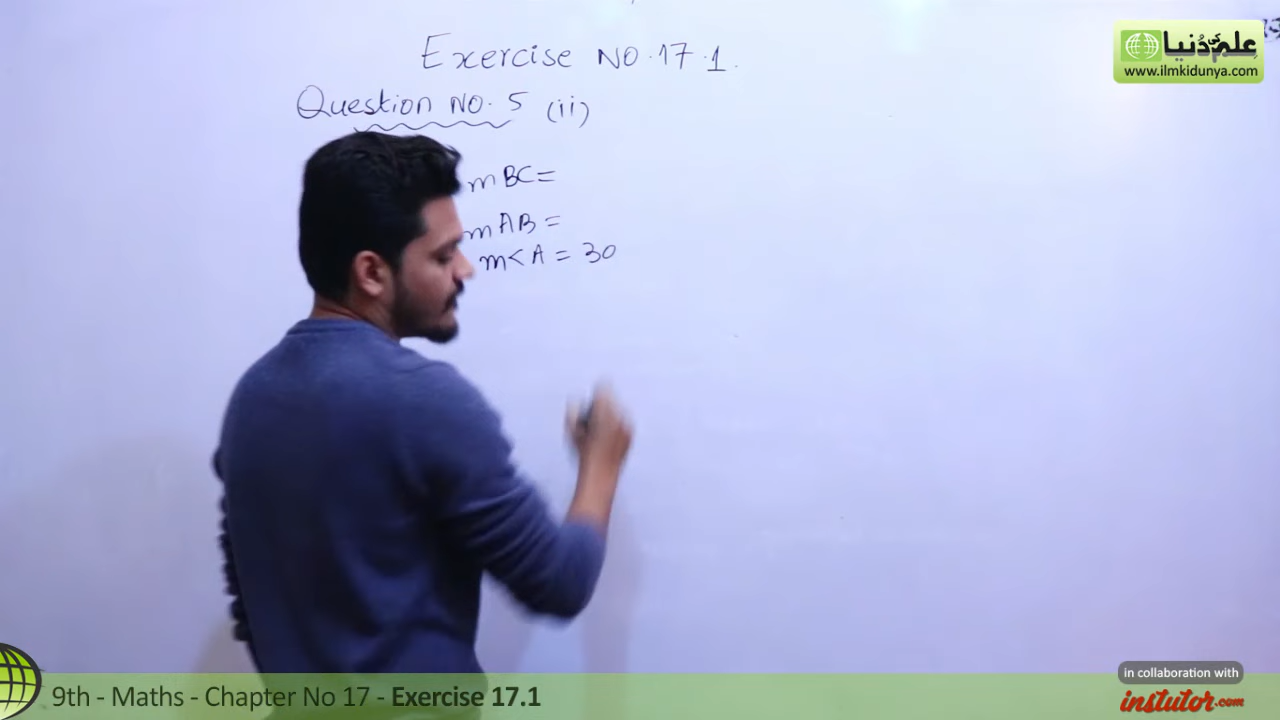 Exercise NO.17.1.
علم کی دُنیا
www.ilmkidunya.com
Question NO. 5 (ii)
mBC=
mAB=
m<A = 30
in collaboration with
instutor.com
9th - Maths - Chapter No 17 - Exercise 17.1